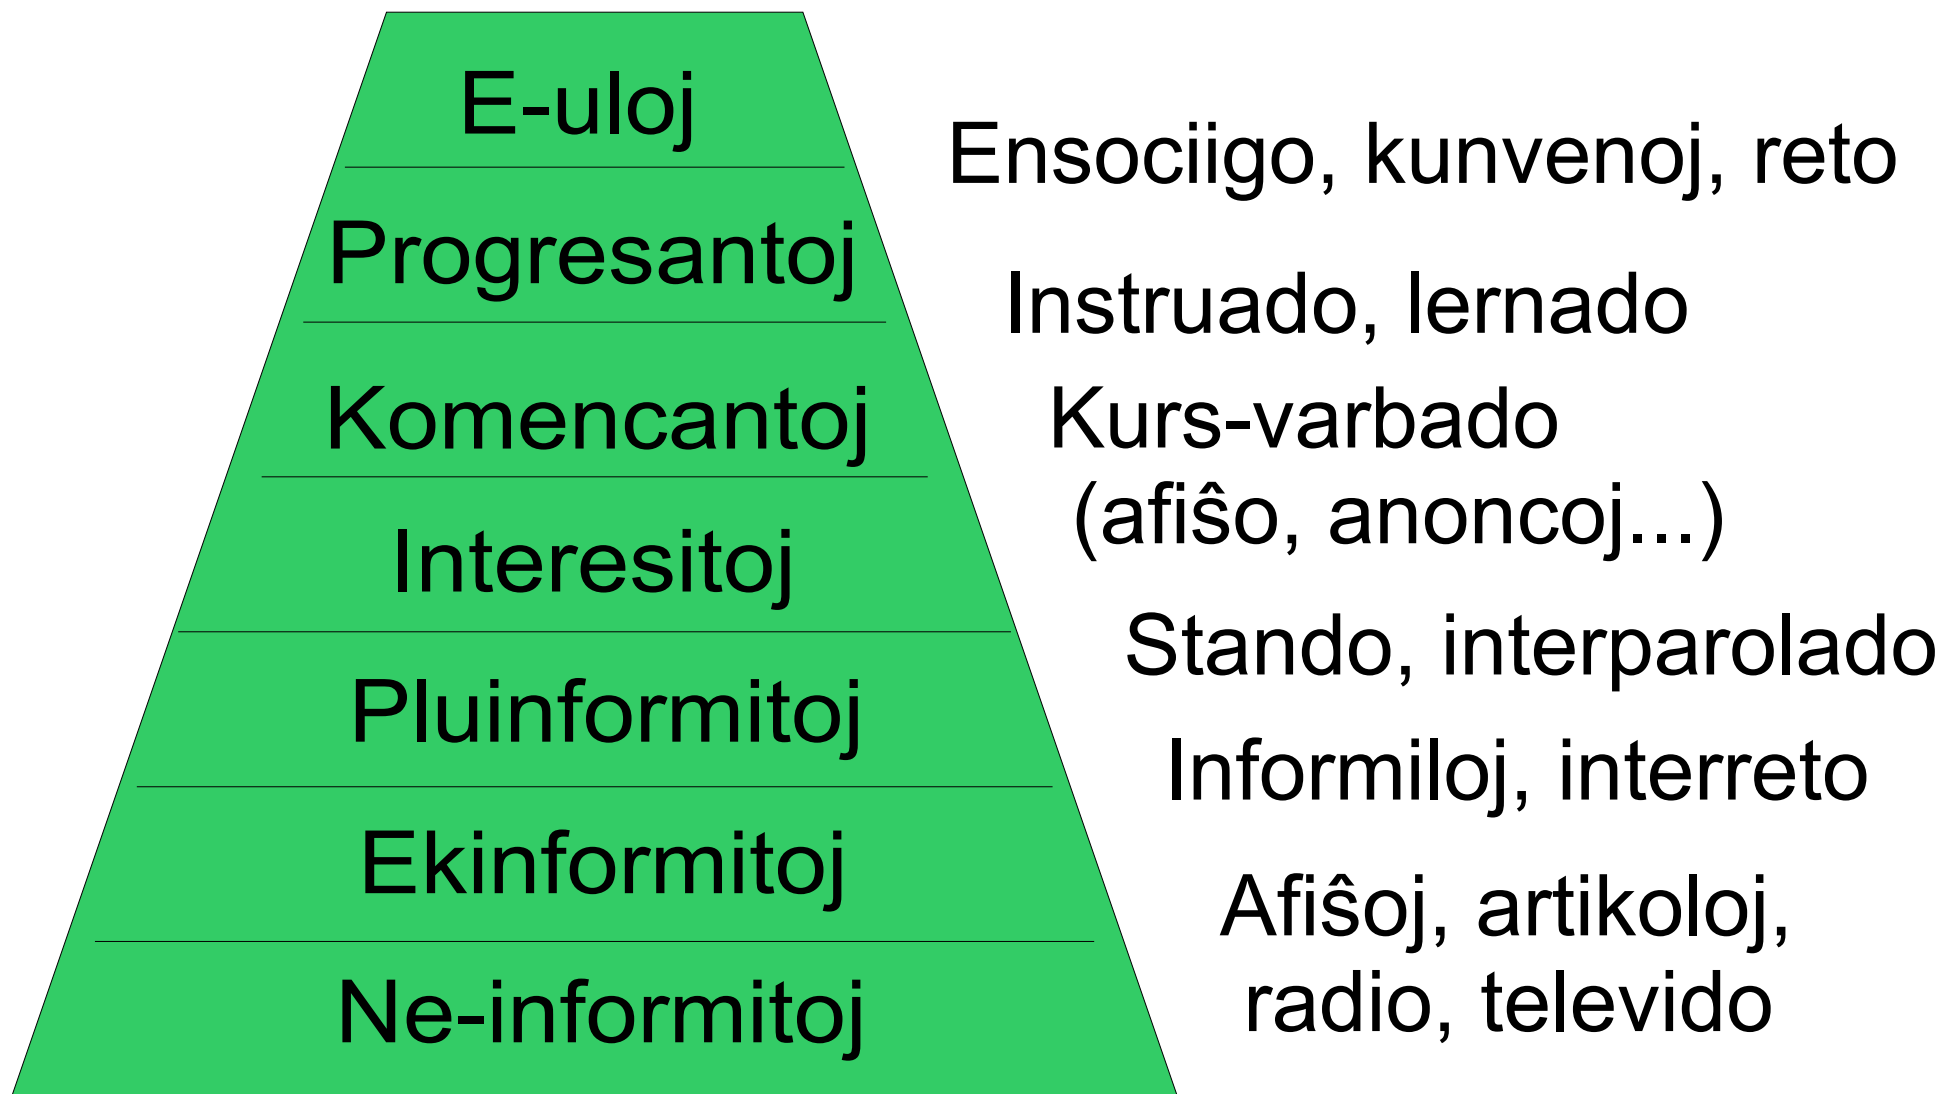 E-uloj
Ensociigo, kunvenoj, reto
Progresantoj
Instruado, lernado
Komencantoj
Kurs-varbado
(afiŝo, anoncoj...)
Interesitoj
Stando, interparolado
Pluinformitoj
Informiloj, interreto
Ekinformitoj
Afiŝoj, artikoloj,
radio, televido
Ne-informitoj